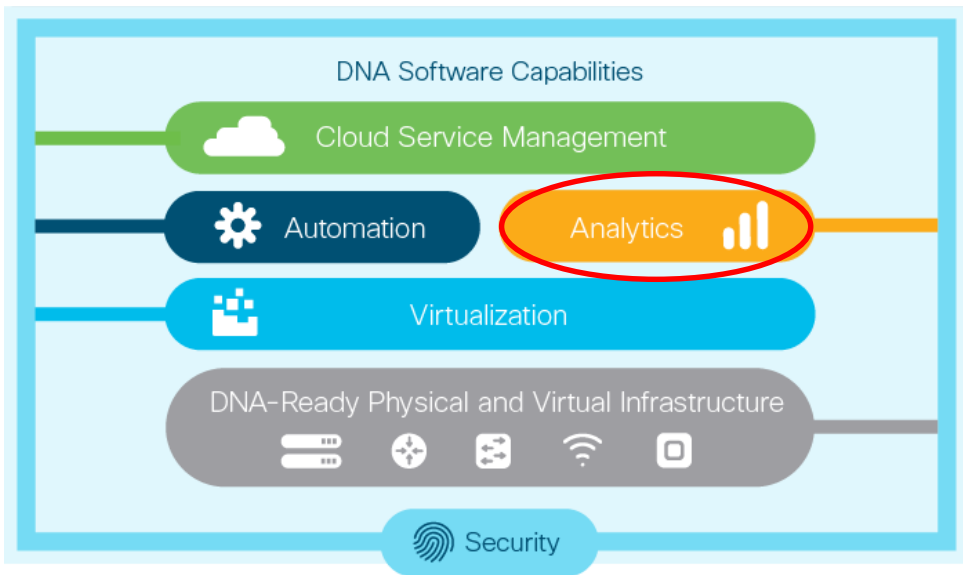 DNA Software Capabilities
Cloud Service Management
Automation
Analytics
Virtualization
DNA-Ready Physical and Virtual Infrastructure
Security